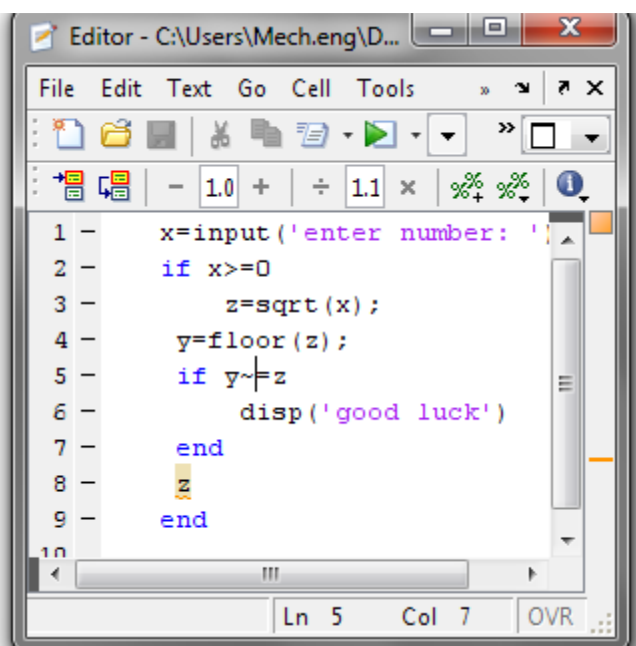 Editor - C:\Users\Mech.eng\D...
File Edit Text Go Cell Tools »
»
- 1.0 + ÷ 1.1 × %%+ %%
1 - x=input('enter number: ')
2 - if x>=0
3 - z=sqrt(x);
4 - y=floor(z);
5 - if y~=z
6 - disp('good luck')
7 - end
8 - z
9 - end
10
Ln 5 Col 7 OVR